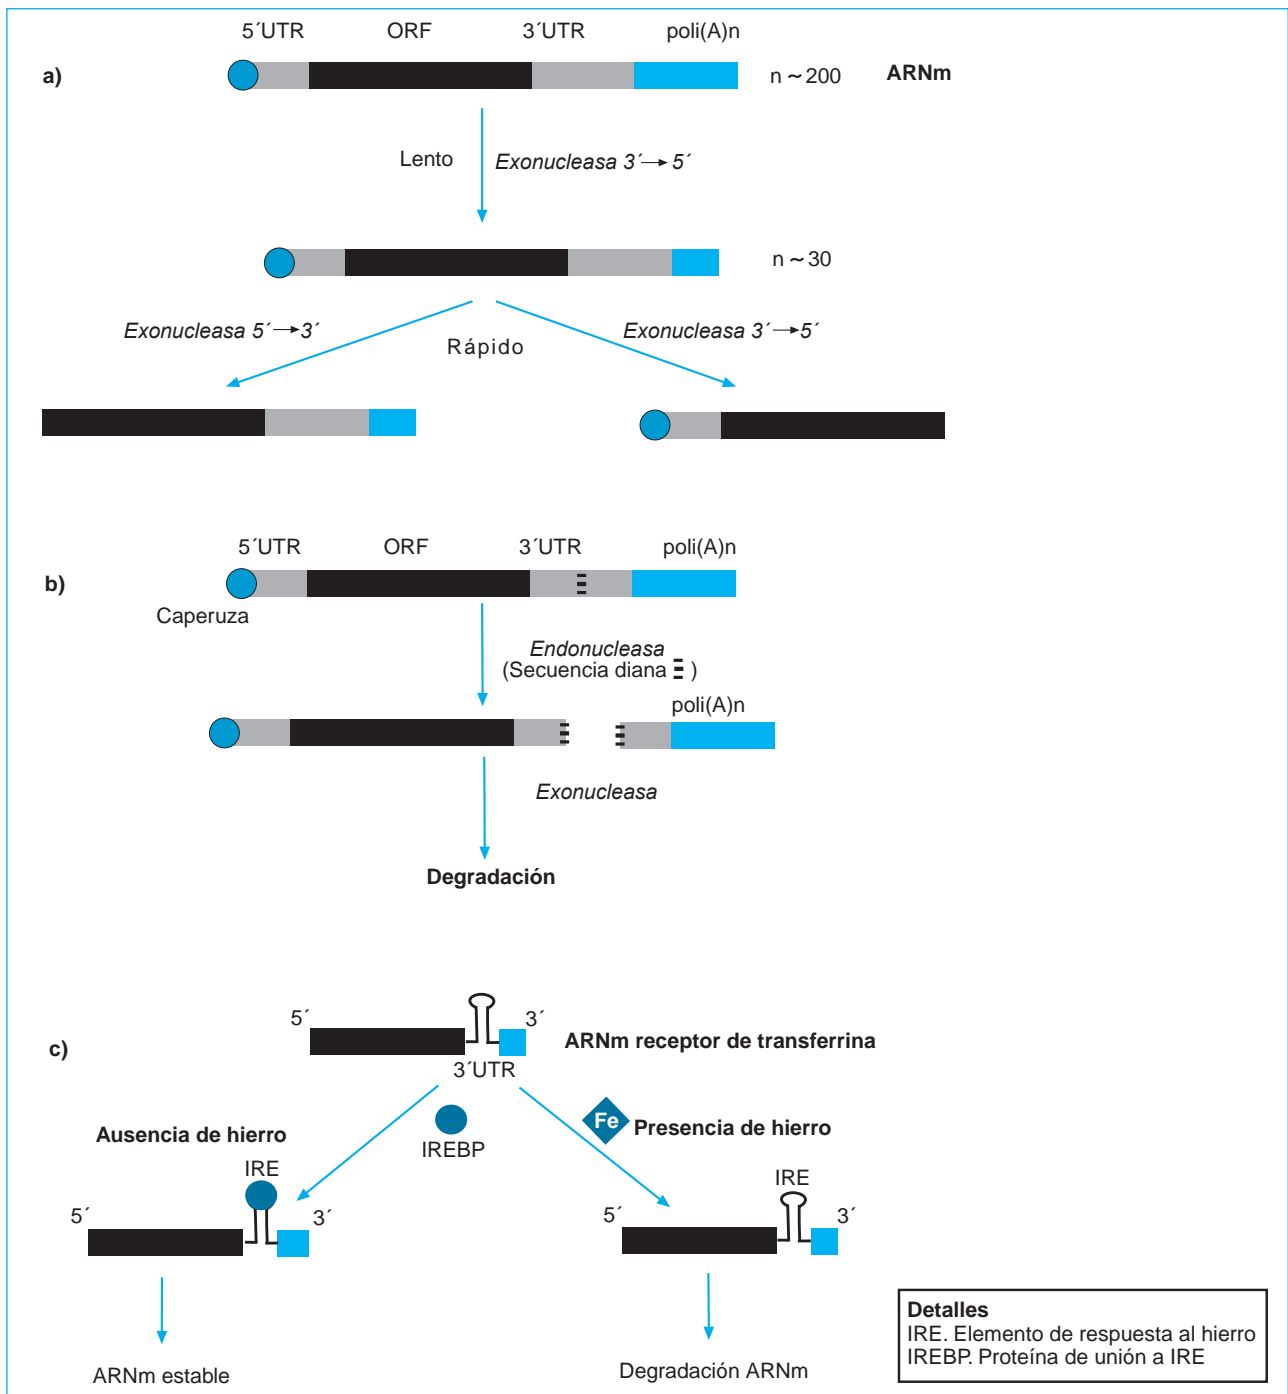 5´UTR ORF 3´UTR poli(A)n
a) n ~ 200 ARNm
Lento Exonucleasa 3´→ 5´
n ~ 30
Exonucleasa 5´→3´ Exonucleasa 3´→5´
Rápido
5´UTR ORF 3´UTR poli(A)n
b)
Caperuza
Endonucleasa
(Secuencia diana )
poli(A)n
Exonucleasa
Degradación
5´ 3´
c) ARNm receptor de transferrina
3´UTR
Fe Presencia de hierro
Ausencia de hierro
IREBP
IRE IRE
5´ 3´ 5´ 3´
ARNm estable Degradación ARNm
Detalles
IRE. Elemento de respuesta al hierro
IREBP. Proteína de unión a IRE